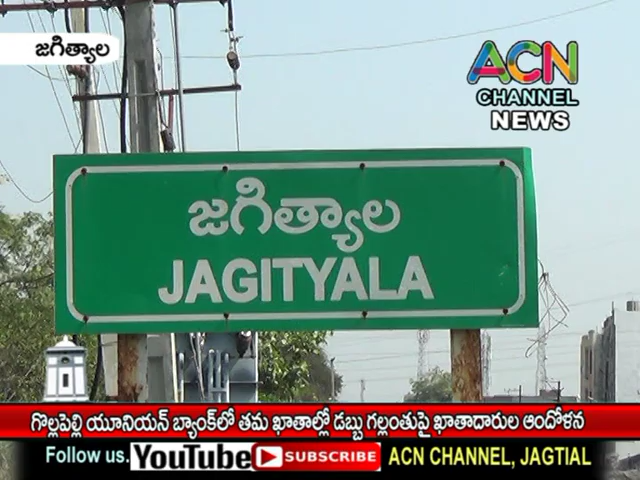 జగిత్యాల
ACN
CHANNEL
NEWS
జగిత్యాల
JAGITYALA
గొల్లపెల్లి యూనియన్ బ్యాంక్‌లో తమ ఖాతాల్లో డబ్బు గల్లంతుపై ఖాతాదారుల ఆందోళన
Follow us. YouTube SUBSCRIBE ACN CHANNEL, JAGTIAL